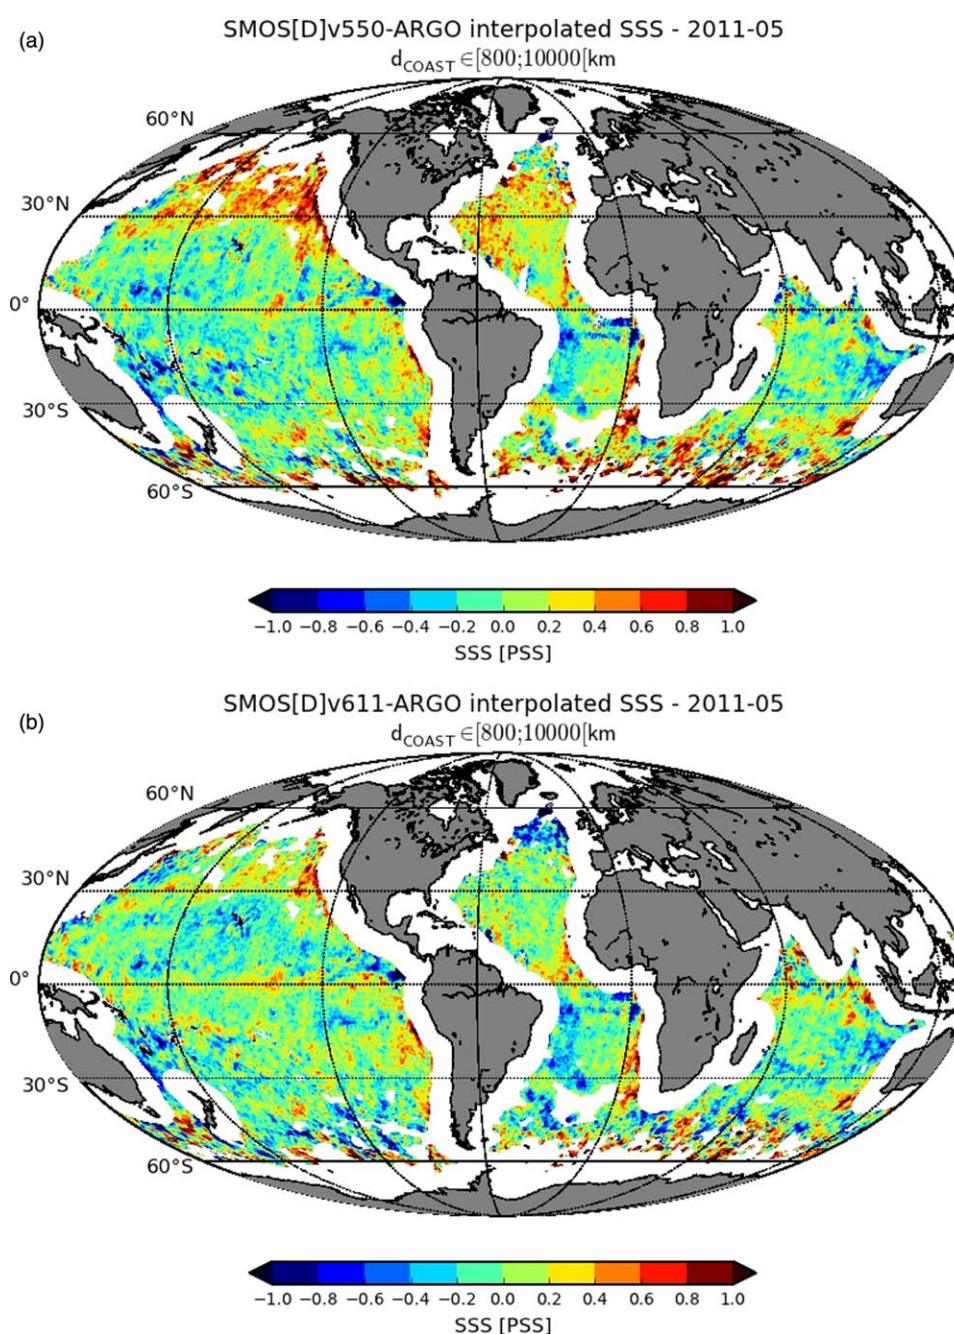 (a)
SMOS[D]v550-ARGO interpolated SSS - 2011-05
dCOAST ∈[800;10000[km
60°N
30°N
0°
30°S
60°S
−1.0 −0.8 −0.6 −0.4 −0.2 0.0 0.2 0.4 0.6 0.8 1.0
SSS [PSS]
(b)
SMOS[D]v611-ARGO interpolated SSS - 2011-05
dCOAST ∈[800;10000[km
60°N
30°N
0°
30°S
60°S
−1.0 −0.8 −0.6 −0.4 −0.2 0.0 0.2 0.4 0.6 0.8 1.0
SSS [PSS]